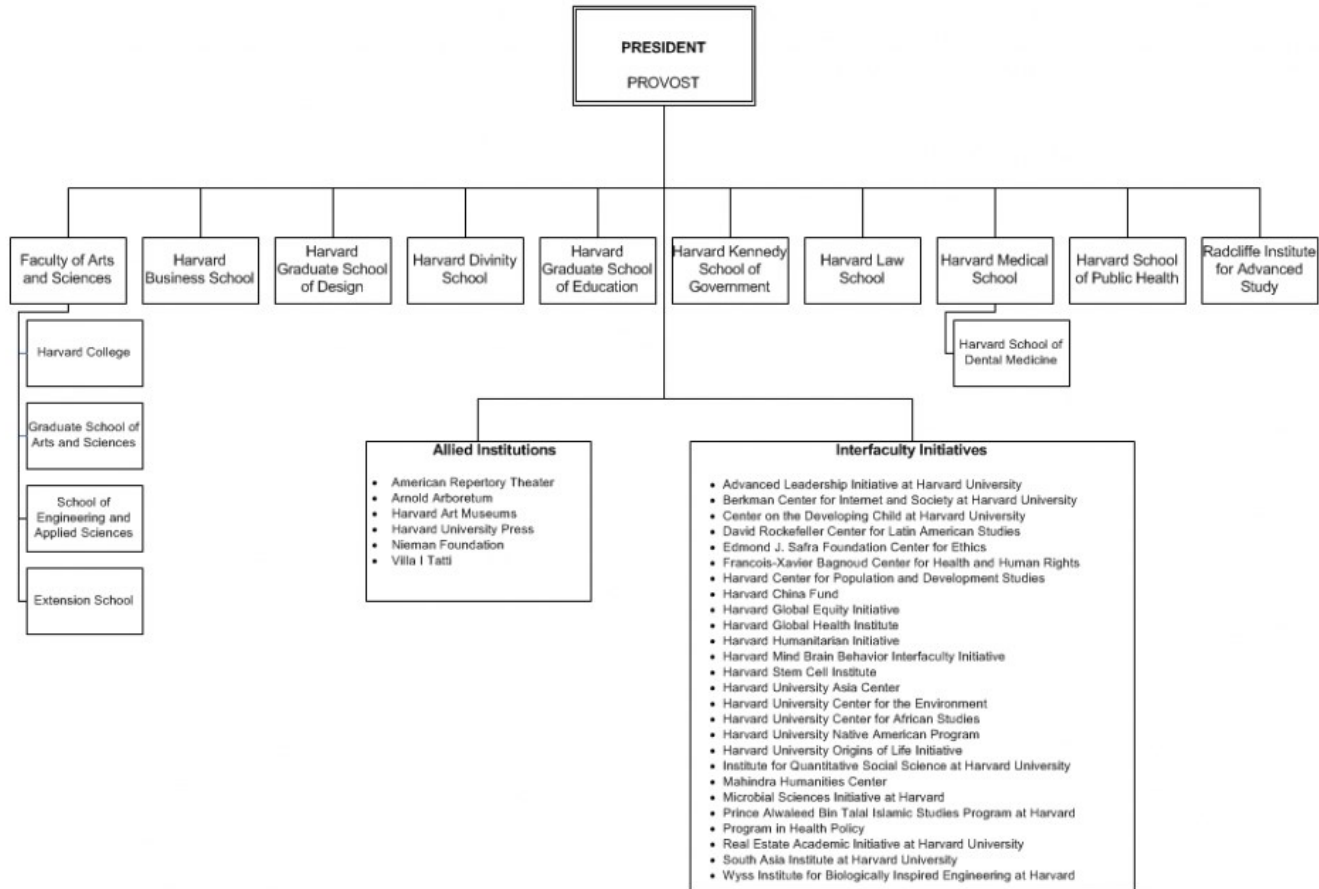 PRESIDENT
PROVOST
Faculty of Arts
and Sciences
Harvard
Business School
Harvard
Graduate School
of Design
Harvard Divinity
School
Harvard
Graduate School
of Education
Harvard Kennedy
School of
Government
Harvard Law
School
Harvard Medical
School
Harvard School
of Public Health
Radcliffe Institute
for Advanced
Study
Harvard College
Graduate School of
Arts and Sciences
School of
Engineering and
Applied Sciences
Extension School
Harvard School of
Dental Medicine
Allied Institutions
• American Repertory Theater
• Arnold Arboretum
• Harvard Art Museums
• Harvard University Press
• Nieman Foundation
• Villa I Tatti
Interfaculty Initiatives
• Advanced Leadership Initiative at Harvard University
• Berkman Center for Internet and Society at Harvard University
• Center on the Developing Child at Harvard University
• David Rockefeller Center for Latin American Studies
• Edmond J. Safra Foundation Center for Ethics
• Francois-Xavier Bagnoud Center for Health and Human Rights
• Harvard Center for Population and Development Studies
• Harvard China Fund
• Harvard Global Equity Initiative
• Harvard Global Health Institute
• Harvard Humanitarian Initiative
• Harvard Mind Brain Behavior Interfaculty Initiative
• Harvard Stem Cell Institute
• Harvard University Asia Center
• Harvard University Center for the Environment
• Harvard University Center for African Studies
• Harvard University Native American Program
• Harvard University Origins of Life Initiative
• Institute for Quantitative Social Science at Harvard University
• Mahindra Humanities Center
• Microbial Sciences Initiative at Harvard
• Prince Alwaleed Bin Talal Islamic Studies Program at Harvard
• Program in Health Policy
• Real Estate Academic Initiative at Harvard University
• South Asia Institute at Harvard University
• Wyss Institute for Biologically Inspired Engineering at Harvard